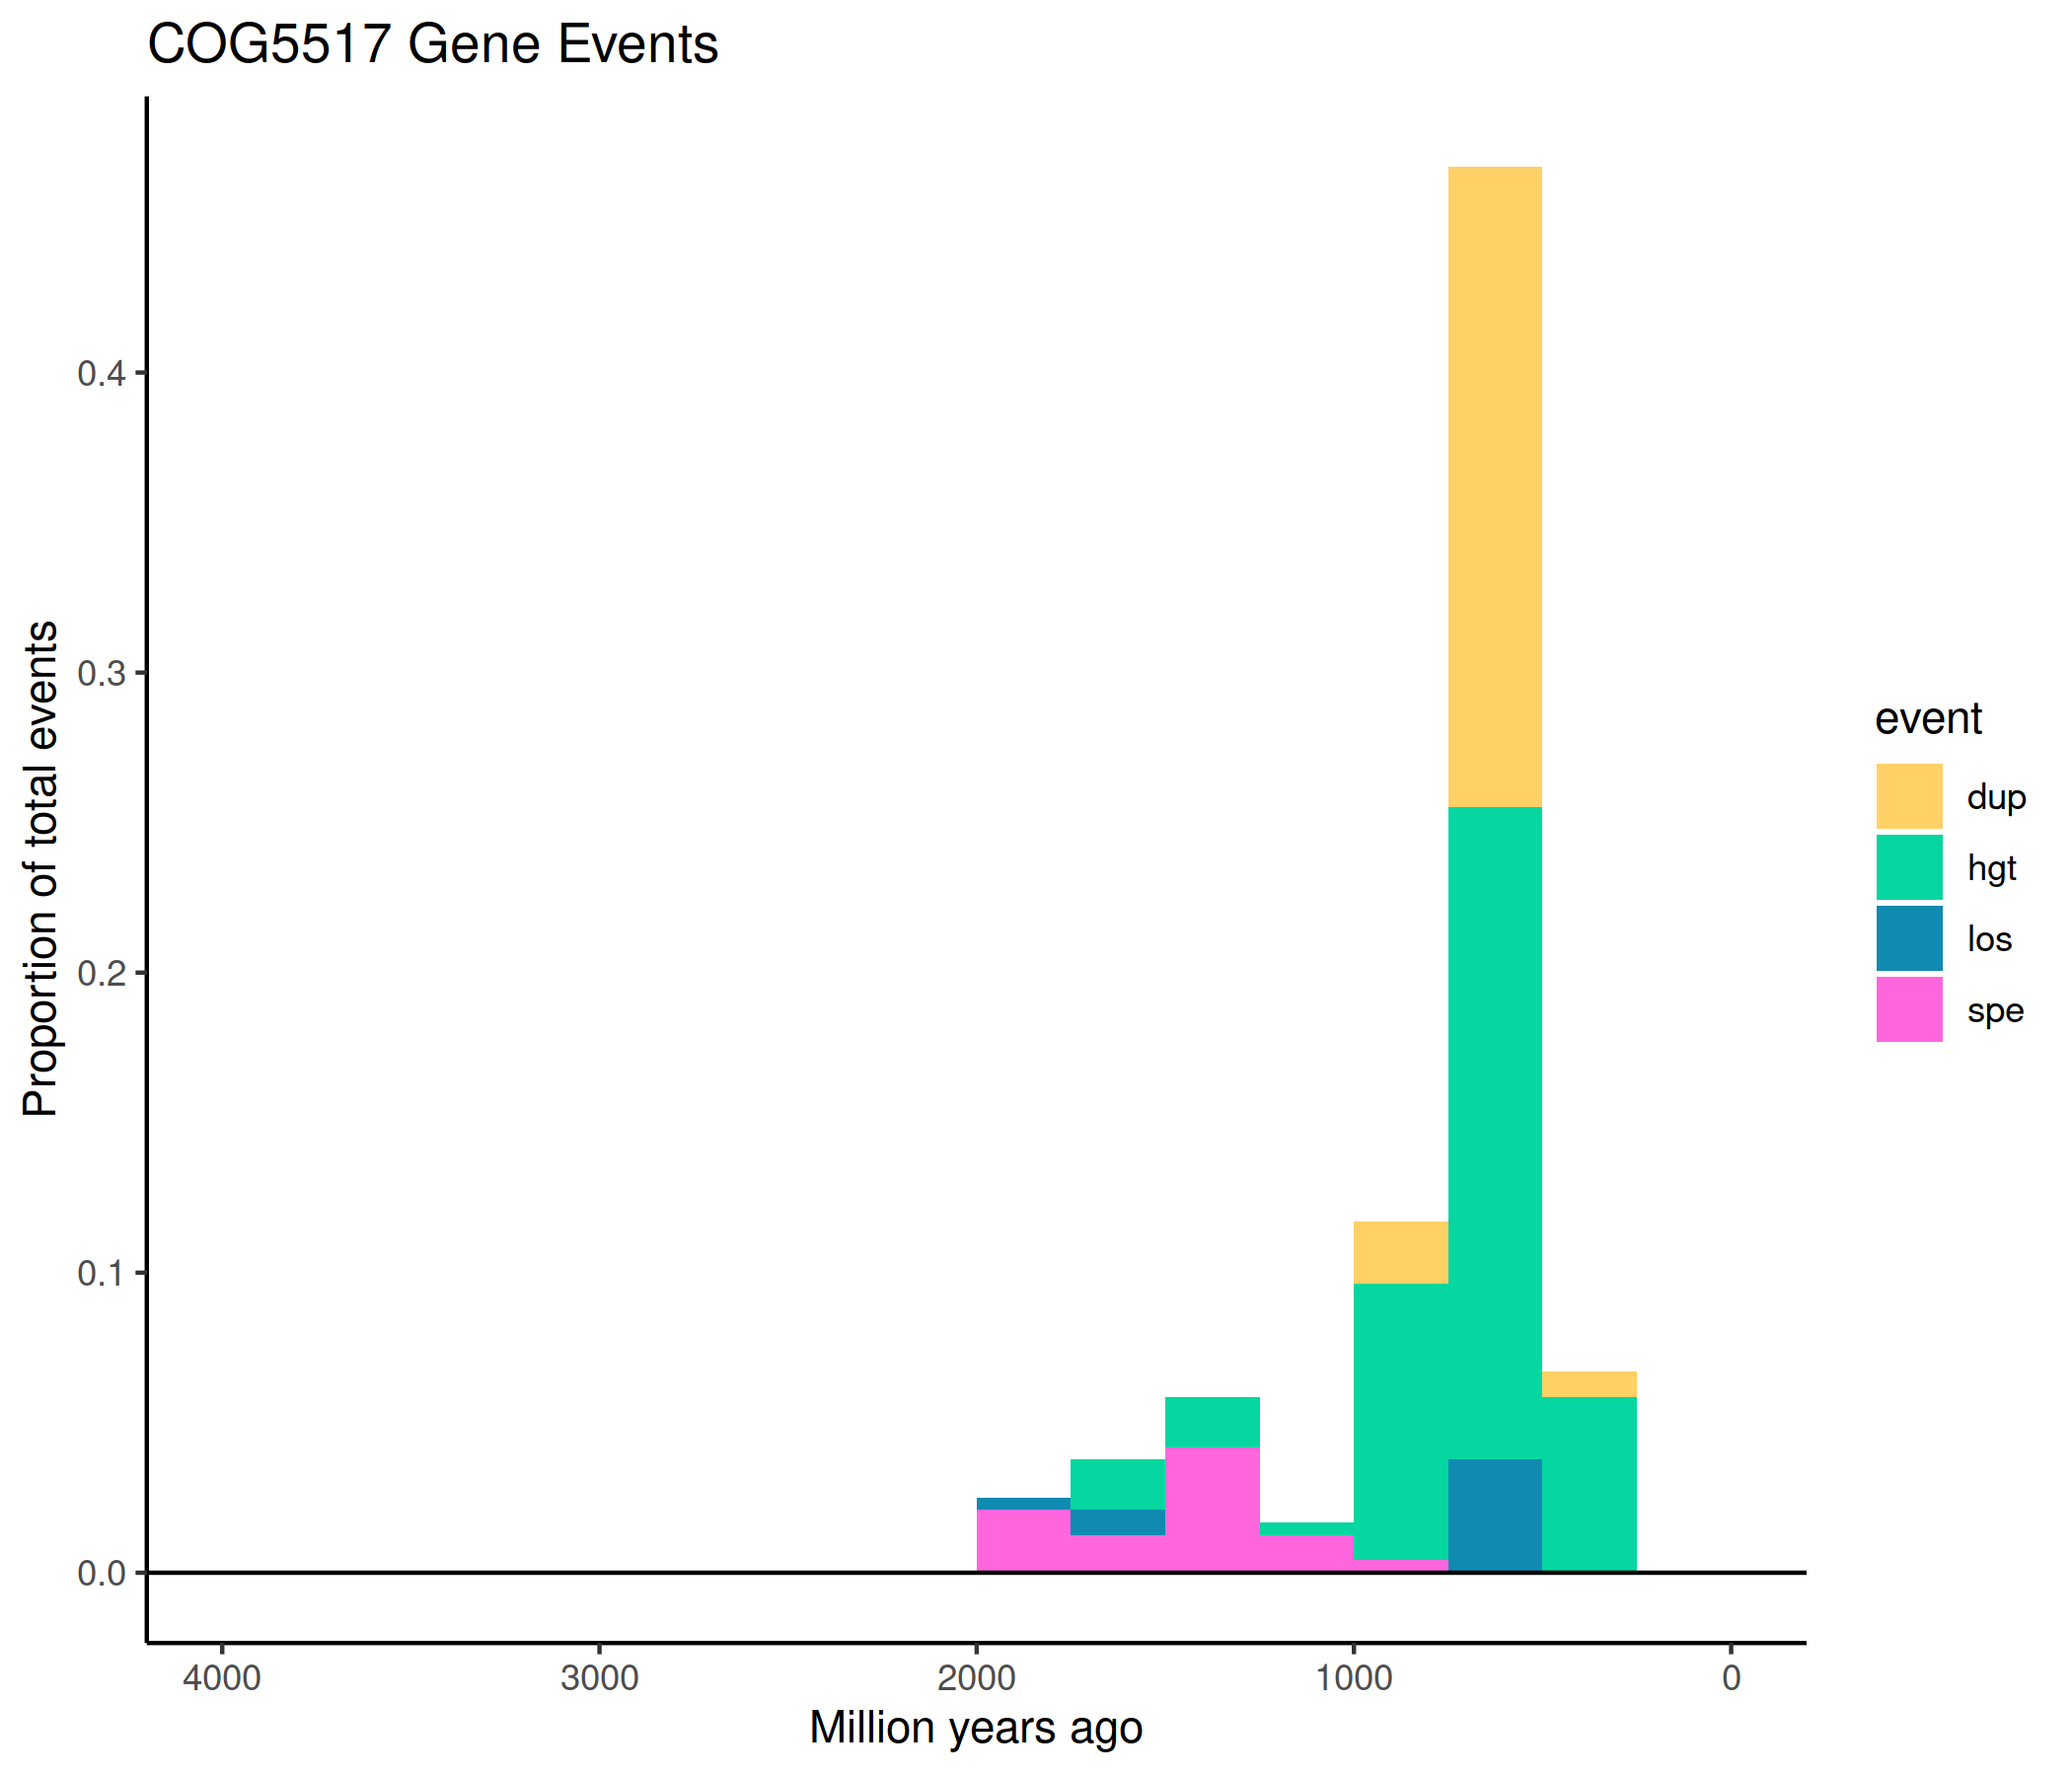 COG5517 Gene Events
Proportion of total events
0.4
0.3
0.2
0.1
0.0
4000 3000 2000 1000 0
Million years ago
event
dup
hgt
los
spe